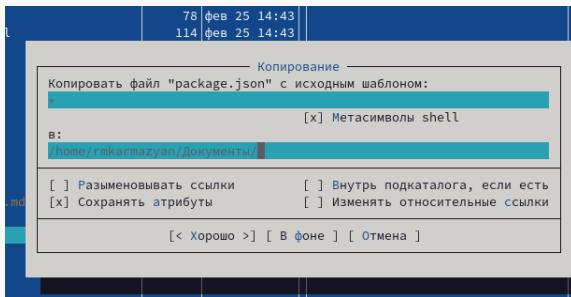 78 фев 25 14:43
l 114 фев 25 14:43
Копирование
Копировать файл "package.json" с исходным шаблоном:
*
[x] Метасимволы shell
в:
/home/rmkarmazyan/Документы/
[ ] Разыменовывать ссылки [ ] Внутрь подкаталога, если есть
.md [x] Сохранять атрибуты [ ] Изменять относительные ссылки
[< Хорошо >] [ В фоне ] [ Отмена ]